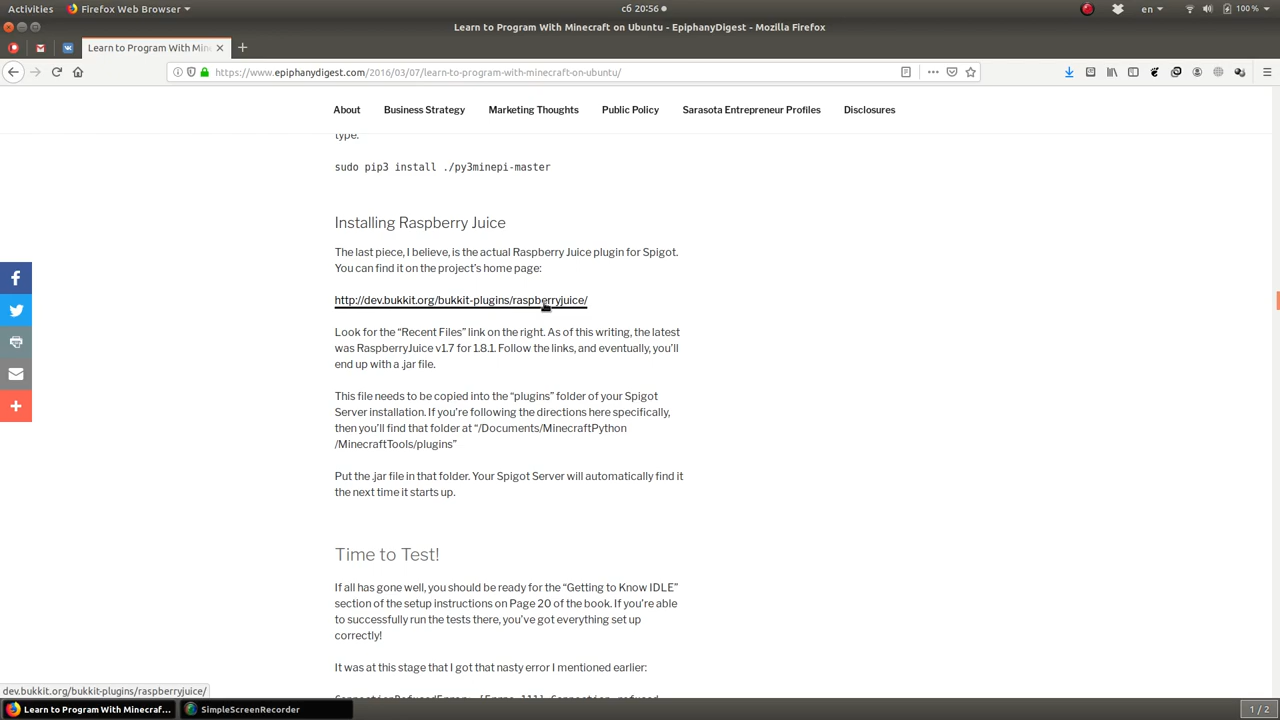 Activities
Firefox Web Browser
сб 20:56
en
100 %
Learn to Program With Minecraft on Ubuntu - EpiphanyDigest - Mozilla Firefox
Learn to Program With Min
https://www.epiphanydigest.com/2016/03/07/learn-to-program-with-minecraft-on-ubuntu/
About
Business Strategy
Marketing Thoughts
Public Policy
Sarasota Entrepreneur Profiles
Disclosures
type:
sudo pip3 install ./py3minepi-master
Installing Raspberry Juice
The last piece, I believe, is the actual Raspberry Juice plugin for Spigot.
You can find it on the project’s home page:
http://dev.bukkit.org/bukkit-plugins/raspberryjuice/
Look for the “Recent Files” link on the right. As of this writing, the latest
was RaspberryJuice v1.7 for 1.8.1. Follow the links, and eventually, you’ll
end up with a .jar file.
This file needs to be copied into the “plugins” folder of your Spigot
Server installation. If you’re following the directions here specifically,
then you’ll find that folder at “/Documents/MinecraftPython
/MinecraftTools/plugins”
Put the .jar file in that folder. Your Spigot Server will automatically find it
the next time it starts up.
Time to Test!
If all has gone well, you should be ready for the “Getting to Know IDLE”
section of the setup instructions on Page 20 of the book. If you’re able
to successfully run the tests there, you’ve got everything set up
correctly!
It was at this stage that I got that nasty error I mentioned earlier:
ConnectionRefusedError: [Errno 111] Connection refused
dev.bukkit.org/bukkit-plugins/raspberryjuice/
Learn to Program With Minecraf...
SimpleScreenRecorder
1 / 2